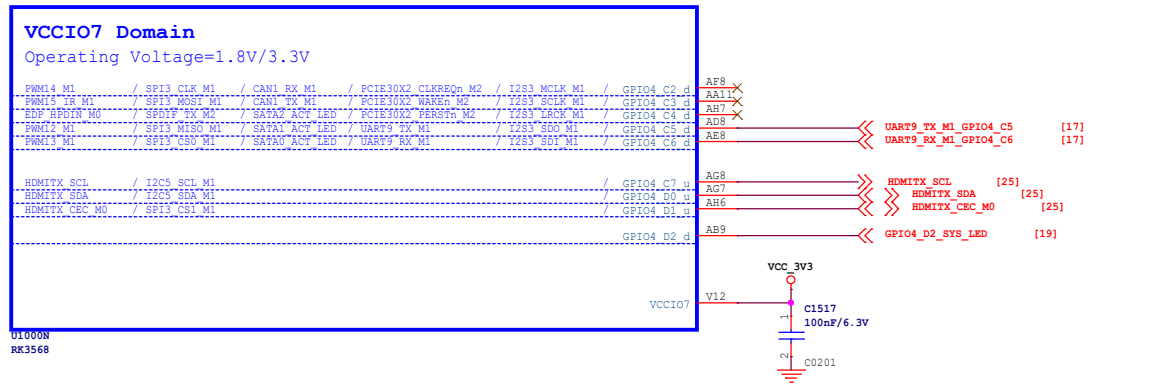 VCCIO7 Domain
Operating Voltage=1.8V/3.3V
PWM14_M1 / SPI3_CLK_M1 / CAN1_RX_M1 / PCIE30X2_CLKREQn_M2 / I2S3_MCLK_M1 / GPIO4_C2_d AF8
PWM15_IR_M1 / SPI3_MOSI_M1 / CAN1_TX_M1 / PCIE30X2_WAKEn_M2 / I2S3_SCLK_M1 / GPIO4_C3_d AA11
EDP_HPDIN_M0 / SPDIF_TX_M2 / SATA2_ACT_LED / PCIE30X2_PERSTn_M2 / I2S3_LRCK_M1 / GPIO4_C4_d AH7
PWM12_M1 / SPI3_MISO_M1 / SATA1_ACT_LED / UART9_TX_M1 / I2S3_SDO_M1 / GPIO4_C5_d AD8 UART9_TX_M1_GPIO4_C5 [17]
PWM13_M1 / SPI3_CS0_M1 / SATA0_ACT_LED / UART9_RX_M1 / I2S3_SDI_M1 / GPIO4_C6_d AE8 UART9_RX_M1_GPIO4_C6 [17]
HDMITX_SCL / I2C5_SCL_M1 / GPIO4_C7_u AG8 HDMITX_SCL [25]
HDMITX_SDA / I2C5_SDA_M1 / GPIO4_D0_u AG7 HDMITX_SDA [25]
HDMITX_CEC_M0 / SPI3_CS1_M1 / GPIO4_D1_u AH6 HDMITX_CEC_M0 [25]
GPIO4_D2_d AB9 GPIO4_D2_SYS_LED [19]
VCC_3V3
VCCIO7 V12
C1517
1
100nF/6.3V
U1000N
RK3568
2
C0201